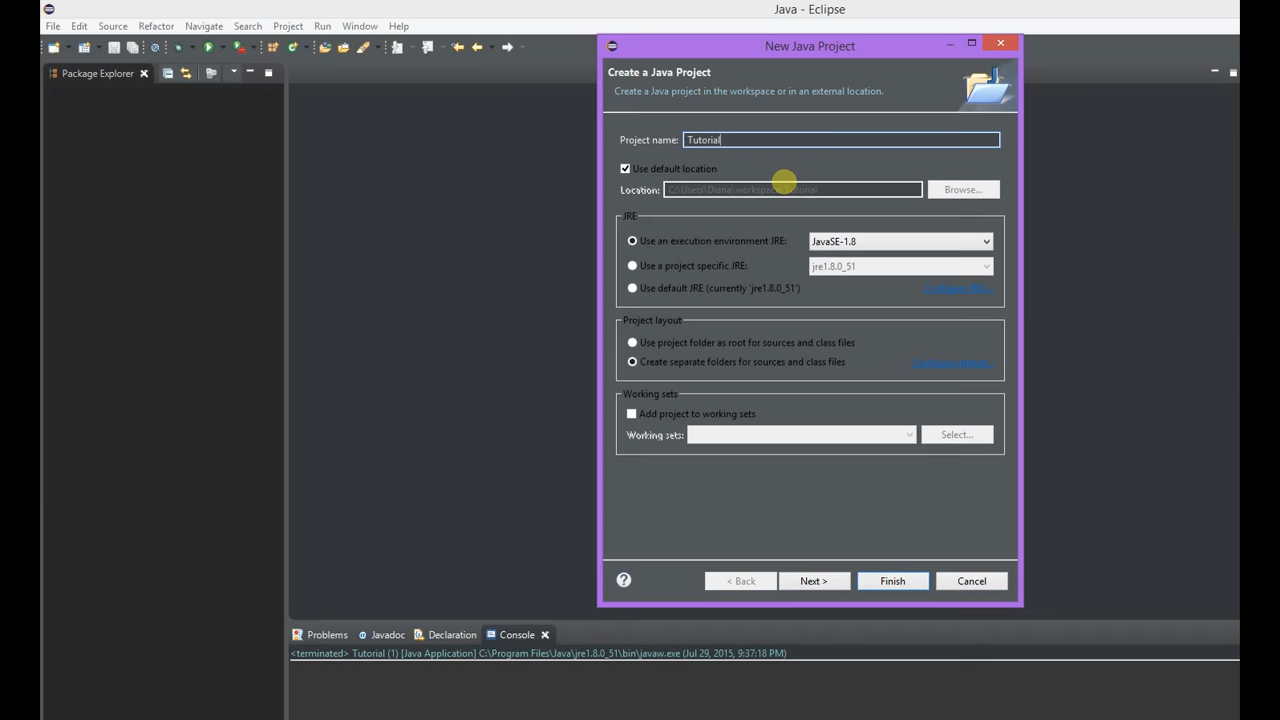 Java - Eclipse
File Edit Source Refactor Navigate Search Project Run Window Help
Package Explorer
New Java Project
Create a Java Project
Create a Java project in the workspace or in an external location.
Project name: Tutorial
Use default location
Location: C:\Users\Diana\workspace\Tutorial Browse...
JRE
Use an execution environment JRE: JavaSE-1.8
Use a project specific JRE: jre1.8.0_51
Use default JRE (currently 'jre1.8.0_51')
Project layout
Use project folder as root for sources and class files
Create separate folders for sources and class files
Working sets
Add project to working sets
Working sets: Select...
< Back Next > Finish Cancel
Problems Javadoc Declaration Console
<terminated> Tutorial (1) [Java Application] C:\Program Files\Java\jre1.8.0_51\bin\javaw.exe (Jul 29, 2015, 9:37:18 PM)